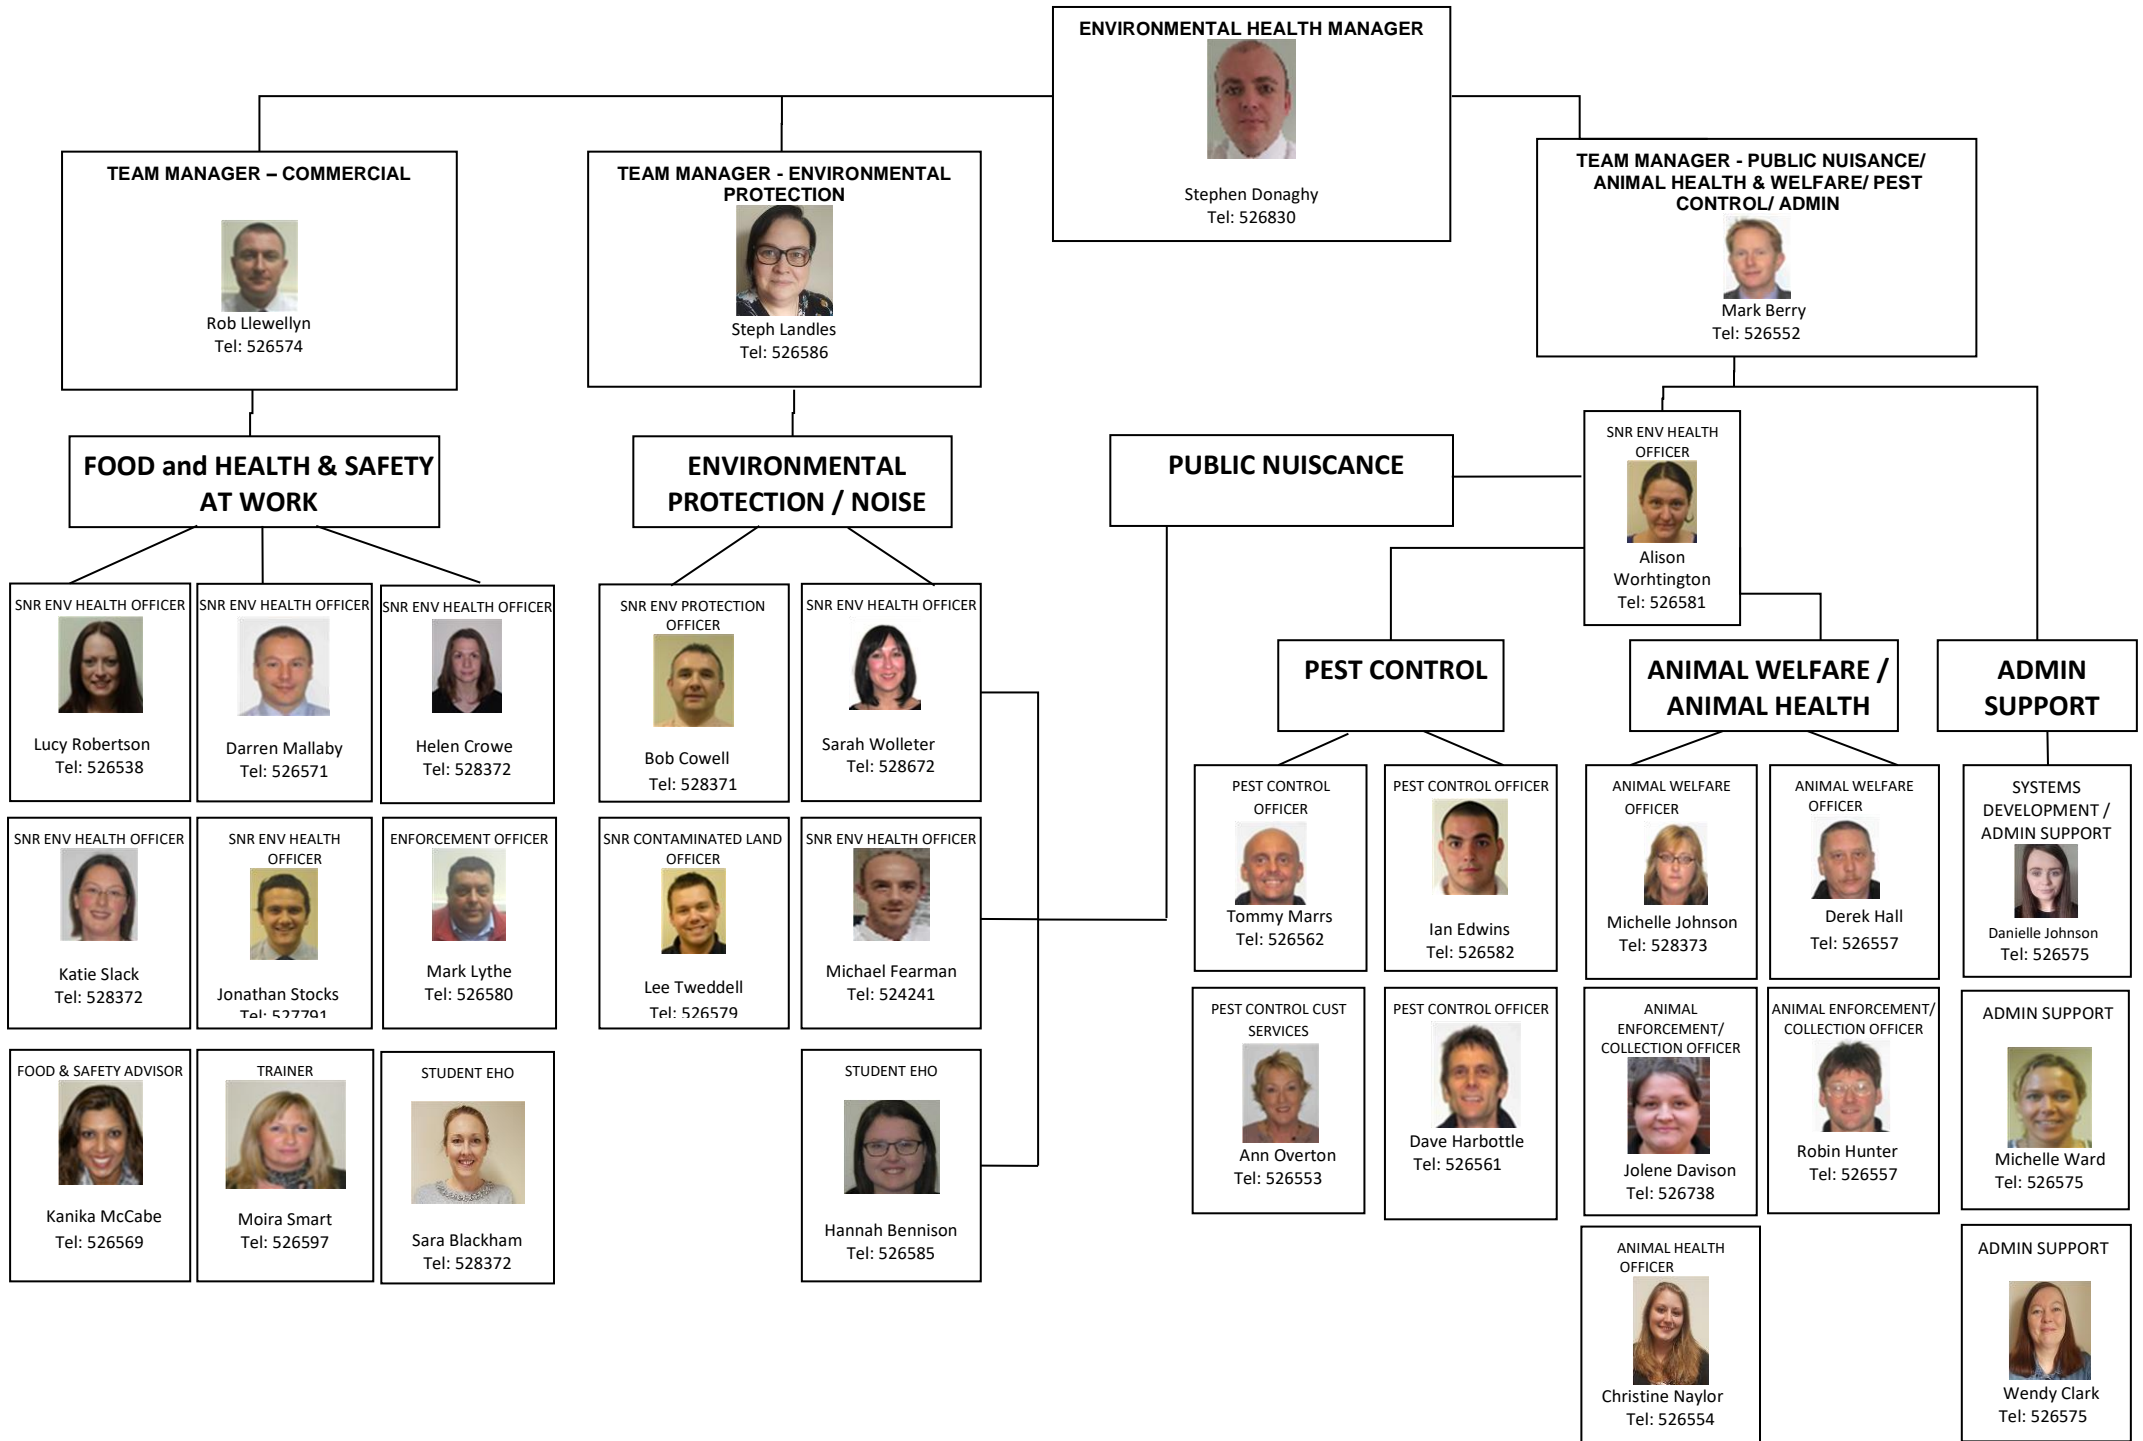 ENVIRONMENTAL HEALTH MANAGER
Stephen Donaghy
Tel: 526830
TEAM MANAGER – COMMERCIAL
Rob Llewellyn
Tel: 526574
TEAM MANAGER - ENVIRONMENTAL
PROTECTION
Steph Landles
Tel: 526586
TEAM MANAGER - PUBLIC NUISANCE/
ANIMAL HEALTH & WELFARE/ PEST
CONTROL/ ADMIN
Mark Berry
Tel: 526552
FOOD and HEALTH & SAFETY
AT WORK
ENVIRONMENTAL
PROTECTION / NOISE
PUBLIC NUISCANCE
SNR ENV HEALTH
OFFICER
Alison
Worhtington
Tel: 526581
SNR ENV HEALTH OFFICER
Lucy Robertson
Tel: 526538
SNR ENV HEALTH OFFICER
Darren Mallaby
Tel: 526571
SNR ENV HEALTH OFFICER
Helen Crowe
Tel: 528372
SNR ENV PROTECTION
OFFICER
Bob Cowell
Tel: 528371
SNR ENV HEALTH OFFICER
Sarah Wolleter
Tel: 528672
PEST CONTROL
ANIMAL WELFARE /
ANIMAL HEALTH
ADMIN
SUPPORT
SNR ENV HEALTH OFFICER
Katie Slack
Tel: 528372
SNR ENV HEALTH
OFFICER
Jonathan Stocks
Tel: 527791
ENFORCEMENT OFFICER
Mark Lythe
Tel: 526580
SNR CONTAMINATED LAND
OFFICER
Lee Tweddell
Tel: 526579
SNR ENV HEALTH OFFICER
Michael Fearman
Tel: 524241
PEST CONTROL
OFFICER
Tommy Marrs
Tel: 526562
PEST CONTROL OFFICER
Ian Edwins
Tel: 526582
ANIMAL WELFARE
OFFICER
Michelle Johnson
Tel: 528373
ANIMAL WELFARE
OFFICER
Derek Hall
Tel: 526557
SYSTEMS
DEVELOPMENT /
ADMIN SUPPORT
Danielle Johnson
Tel: 526575
FOOD & SAFETY ADVISOR
Kanika McCabe
Tel: 526569
TRAINER
Moira Smart
Tel: 526597
STUDENT EHO
Sara Blackham
Tel: 528372
STUDENT EHO
Hannah Bennison
Tel: 526585
PEST CONTROL CUST
SERVICES
Ann Overton
Tel: 526553
PEST CONTROL OFFICER
Dave Harbottle
Tel: 526561
ANIMAL
ENFORCEMENT/
COLLECTION OFFICER
Jolene Davison
Tel: 526738
ANIMAL ENFORCEMENT/
COLLECTION OFFICER
Robin Hunter
Tel: 526557
ADMIN SUPPORT
Michelle Ward
Tel: 526575
ANIMAL HEALTH
OFFICER
Christine Naylor
Tel: 526554
ADMIN SUPPORT
Wendy Clark
Tel: 526575